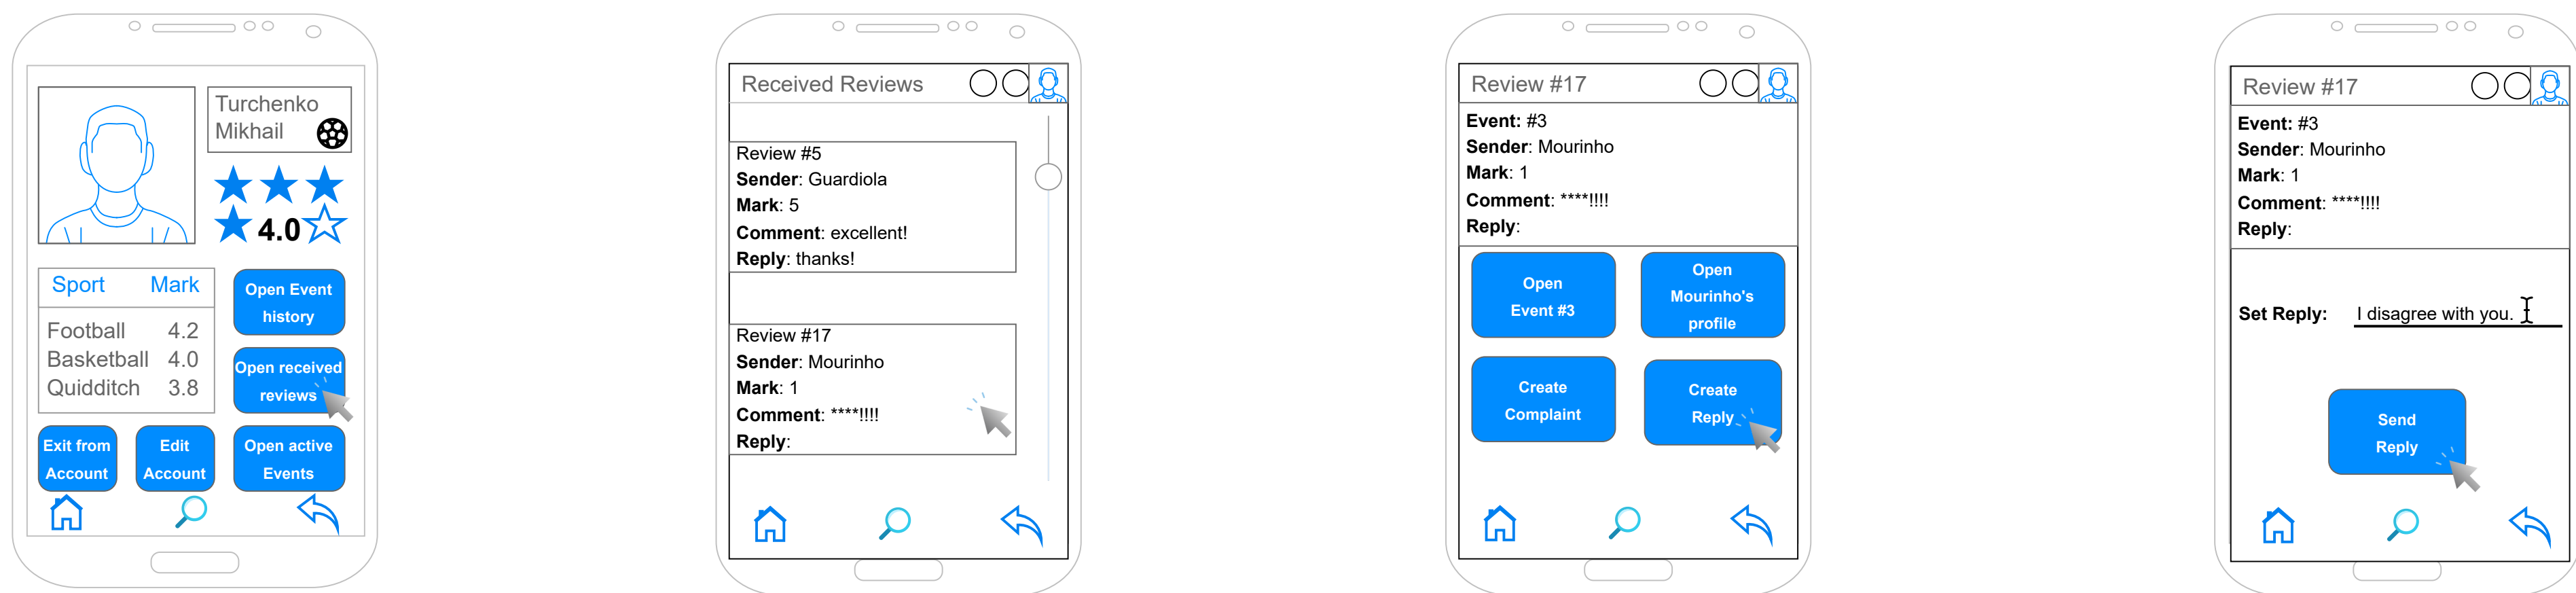 Turchenko
Mikhail
4.0
Sport Mark
Football 4.2
Basketball 4.0
Quidditch 3.8
Open Event
history
Open received
reviews
Exit from
Account
Edit
Account
Open active
Events
Received Reviews
Review #5
Sender: Guardiola
Mark: 5
Comment: excellent!
Reply: thanks!
Review #17
Sender: Mourinho
Mark: 1
Comment: ****!!!!
Reply:
Review #17
Event: #3
Sender: Mourinho
Mark: 1
Comment: ****!!!!
Reply:
Open
Event #3
Open
Mourinho's
profile
Create
Complaint
Create
Reply
Review #17
Event: #3
Sender: Mourinho
Mark: 1
Comment: ****!!!!
Reply:
Set Reply: I disagree with you.
Send
Reply